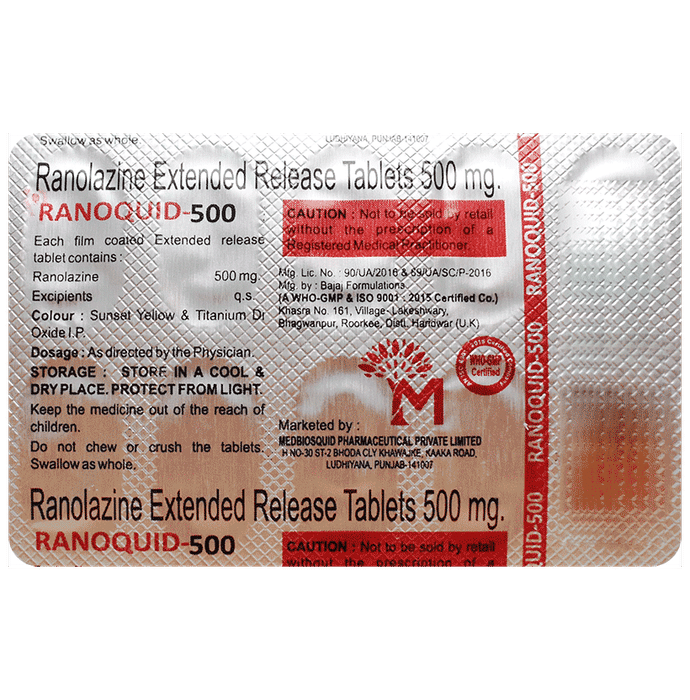 Swallow as whole.
LUDHIYANA, PUNJAB-141007
Ranolazine Extended Release Tablets 500 mg.
RANOQUID-500
Each film coated Extended release
tablet contains :
Ranolazine 500 mg.
Excipients q.s.
Colour : Sunset Yellow & Titanium Di
Oxide I.P.
Dosage : As directed by the Physician.
STORAGE : STORE IN A COOL &
DRY PLACE. PROTECT FROM LIGHT.
Keep the medicine out of the reach of
children.
Do not chew or crush the tablets.
Swallow as whole.
CAUTION : Not to be sold by retail
without the prescription of a
Registered Medical Practitioner.
Mfg. Lic. No. : 90/UA/2016 & 69/UA/SC/P-2016
Mfg. by : Bajaj Formulations
(A WHO-GMP & ISO 9001 : 2015 Certified Co.)
Khasra No. 161, Village- Lakeshwary,
Bhagwanpur, Roorkee, Distt. Haridwar (U.K)
M
WHO-GMP
Certified
Marketed by :
MEDBIOSQUID PHARMACEUTICAL PRIVATE LIMITED
H NO-30 ST-2 BHODA CLY KHAWAJKE, KAAKA ROAD,
LUDHIYANA, PUNJAB-141007
Ranolazine Extended Release Tablets 500 mg.
RANOQUID-500
CAUTION : Not to be sold by retail
without the prescription of a
RANOQUID-500
RANOQUID-500
QUID-500